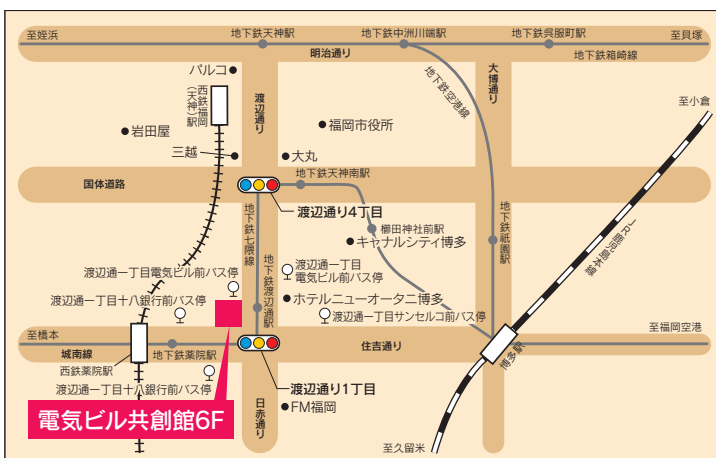 至姪浜
地下鉄天神駅
地下鉄中洲川端駅
地下鉄呉服町駅
至貝塚
明治通り
地下鉄箱崎線
パルコ
西鉄福岡
（天神）駅
渡辺通り
地下鉄空港線
大博通り
至小倉
岩田屋
福岡市役所
三越
大丸
国体道路
地下鉄天神南駅
渡辺通り4丁目
櫛田神社前駅
キャナルシティ博多
地下鉄祇園駅
JR鹿児島本線
地下鉄七隈線
地下鉄渡辺通駅
渡辺通一丁目
電気ビル前バス停
渡辺通一丁目電気ビル前バス停
渡辺通一丁目十八銀行前バス停
ホテルニューオータニ博多
渡辺通一丁目サンセルコ前バス停
至橋本
至福岡空港
城南線
地下鉄薬院駅
住吉通り
博多駅
西鉄薬院駅
渡辺通一丁目十八銀行前バス停
渡辺通り1丁目
電気ビル共創館6F
日赤通り
FM福岡
至久留米